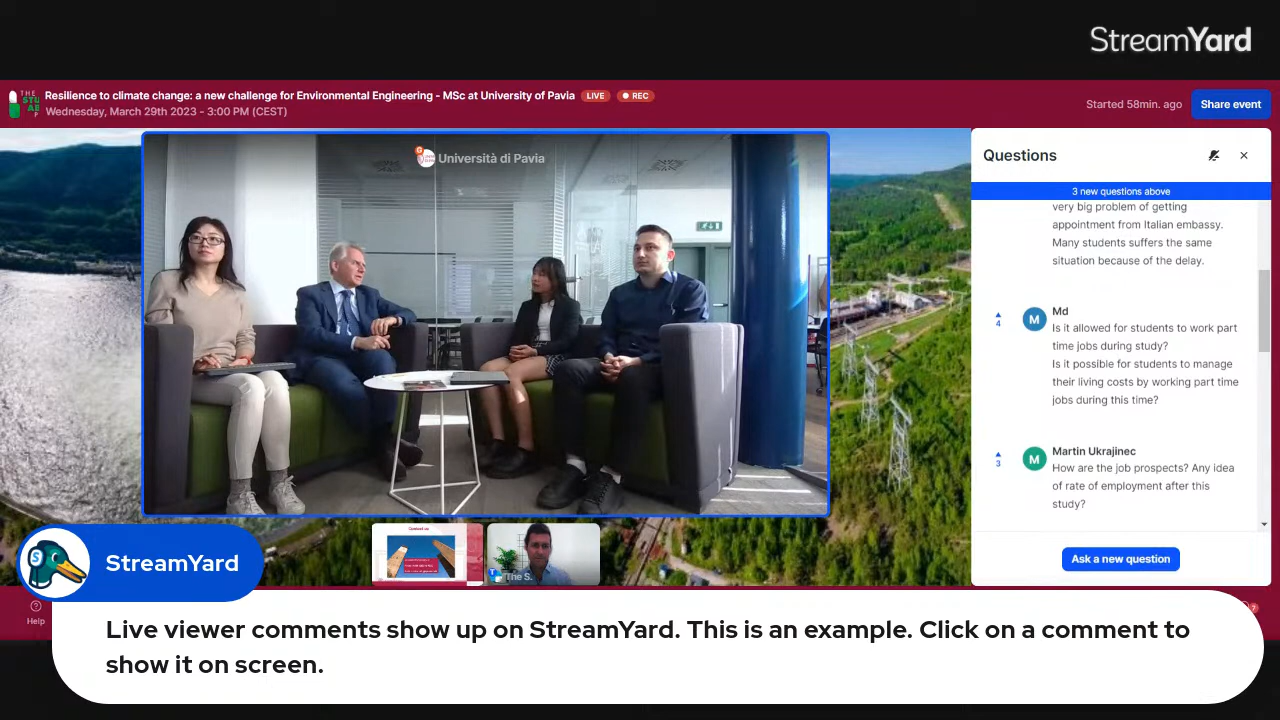 StreamYard
THE
Resilience to climate change: a new challenge for Environmental Engineering - MSc at University of Pavia LIVE REC
Wednesday, March 29th 2023 - 3:00 PM (CEST)
Started 58min. ago
Share event
Università di Pavia
Questions
3 new questions above
very big problem of getting
appointment from Italian embassy.
Many students suffers the same
situation because of the delay.
4
M
Md
Is it allowed for students to work part
time jobs during study?
Is it possible for students to manage
their living costs by working part time
jobs during this time?
3
M
Martin Ukrajinec
How are the job prospects? Any idea
of rate of employment after this
study?
Ask a new question
The S.
S
StreamYard
Help
Live viewer comments show up on StreamYard. This is an example. Click on a comment to
show it on screen.